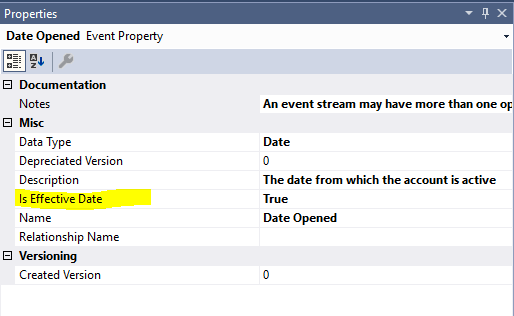 Properties
Date Opened Event Property
Documentation
Notes An event stream may have more than one op
Misc
Data Type Date
Depreciated Version 0
Description The date from which the account is active
Is Effective Date True
Name Date Opened
Relationship Name
Versioning
Created Version 0